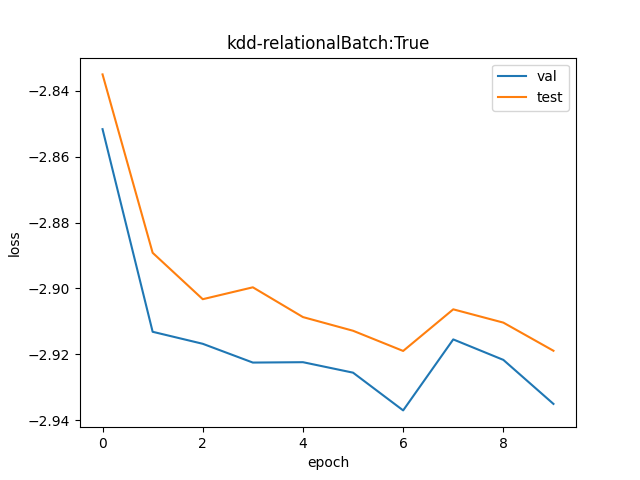 kdd-relationalBatch:True
val
test
loss
−2.84
−2.86
−2.88
−2.90
−2.92
−2.94
0 2 4 6 8
epoch